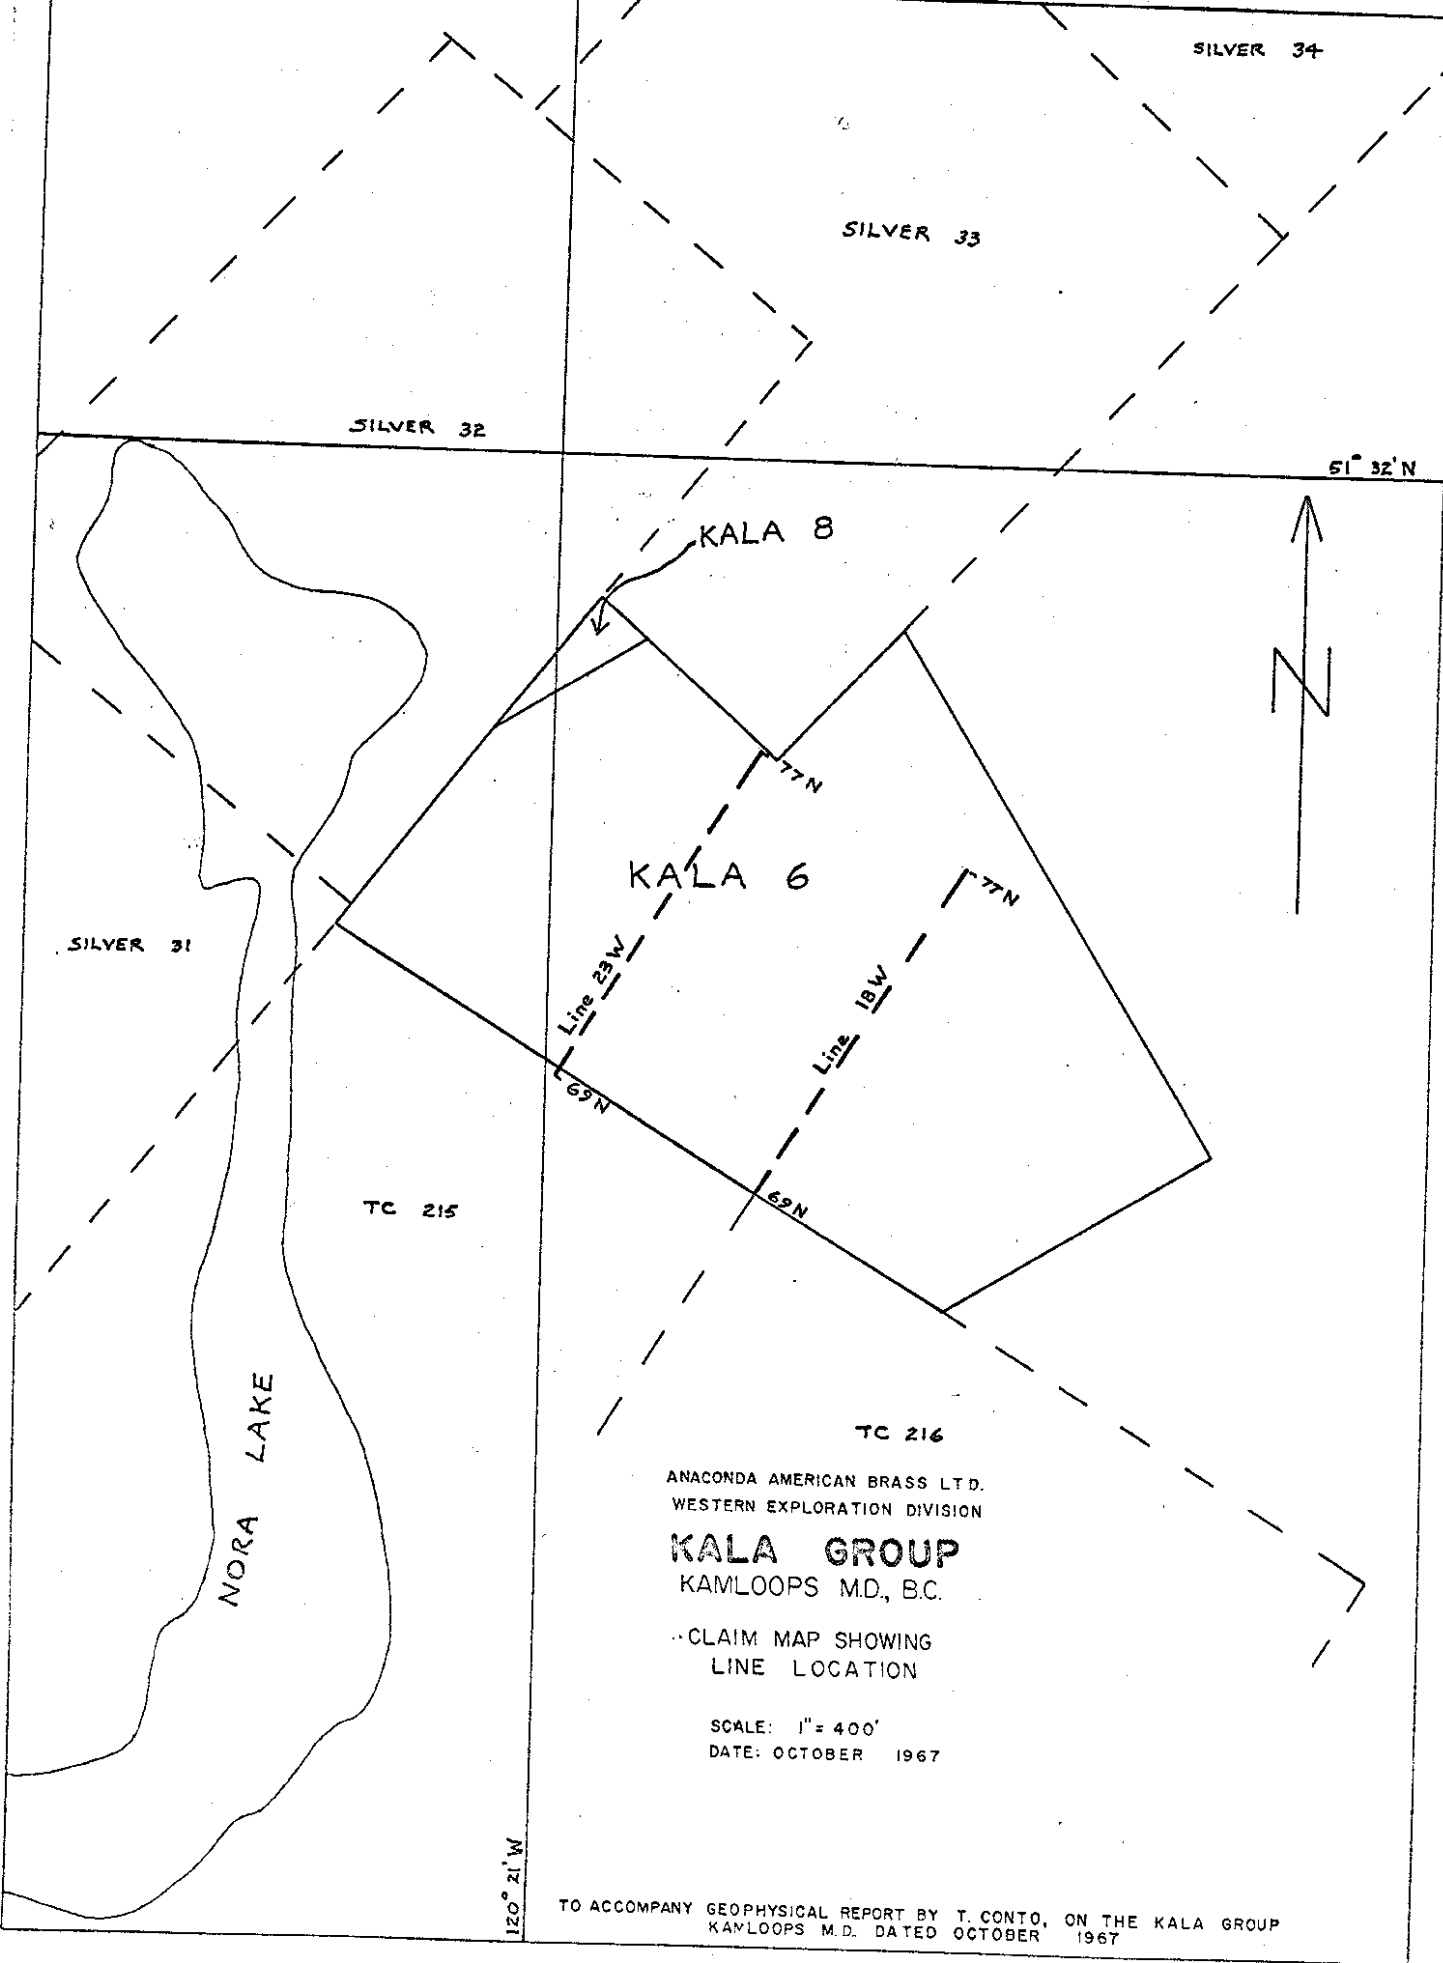 SILVER 34
SILVER 33
SILVER 32
51° 32' N
KALA 8
N
77N
KALA 6
77N
SILVER 31
Line 23W
Line 18W
69N
69N
TC 215
NORA LAKE
TC 216
ANACONDA AMERICAN BRASS LTD.
WESTERN EXPLORATION DIVISION
KALA GROUP
KAMLOOPS M.D., B.C.
CLAIM MAP SHOWING
LINE LOCATION
SCALE: 1" = 400'
DATE: OCTOBER 1967
120° 21' W
TO ACCOMPANY GEOPHYSICAL REPORT BY T. CONTO, ON THE KALA GROUP
KAMLOOPS M.D. DATED OCTOBER 1967